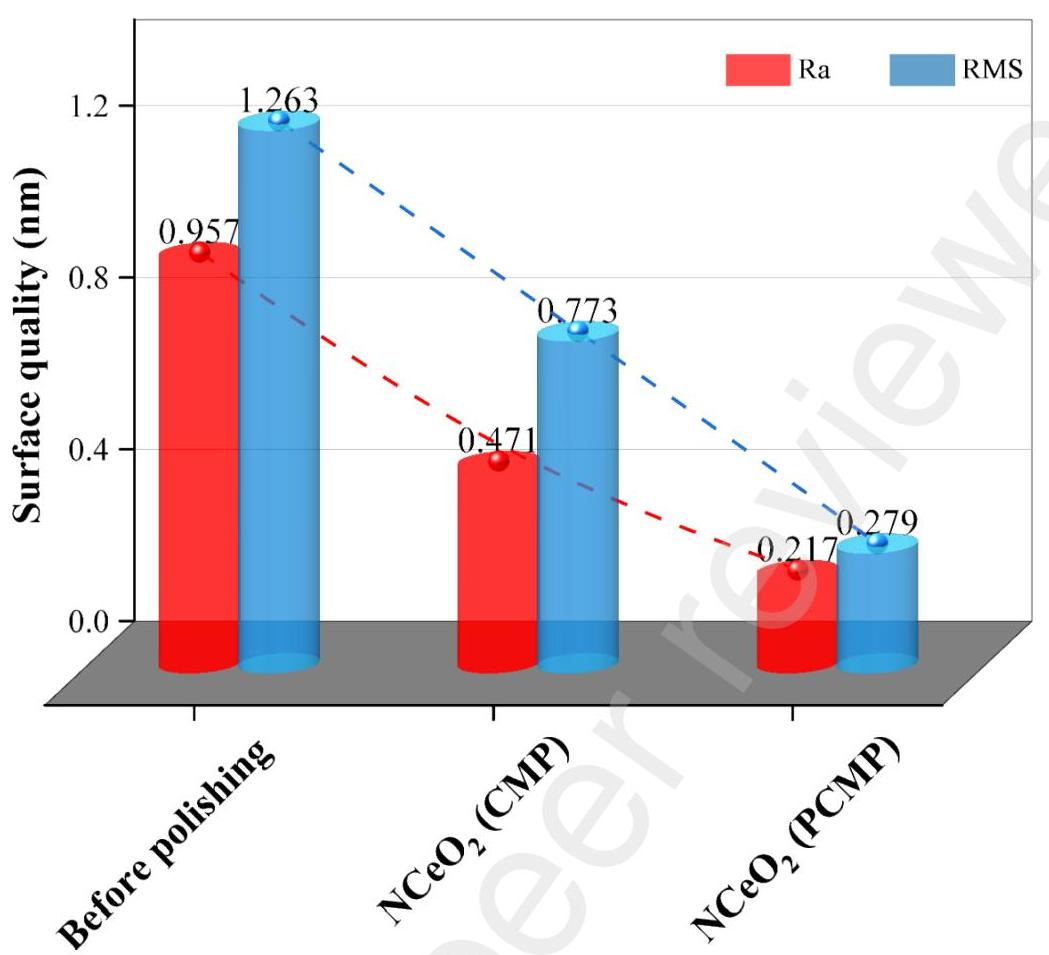 Ra
RMS
Surface quality (nm)
1.2
0.8
0.4
0.0
1.263
0.957
0.773
0.471
0.279
0.217
Before polishing
NCeO₂ (CMP)
NCeO₂ (PCMP)
peer reviewe